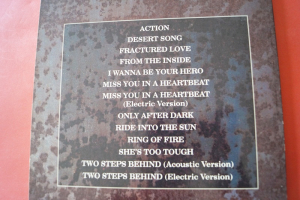 ACTION
DESERT SONG
FRACTURED LOVE
FROM THE INSIDE
I WANNA BE YOUR HERO
MISS YOU IN A HEARTBEAT
MISS YOU IN A HEARTBEAT
(Electric Version)
ONLY AFTER DARK
RIDE INTO THE SUN
RING OF FIRE
SHE'S TOO TOUGH
TWO STEPS BEHIND (Acoustic Version)
TWO STEPS BEHIND (Electric Version)